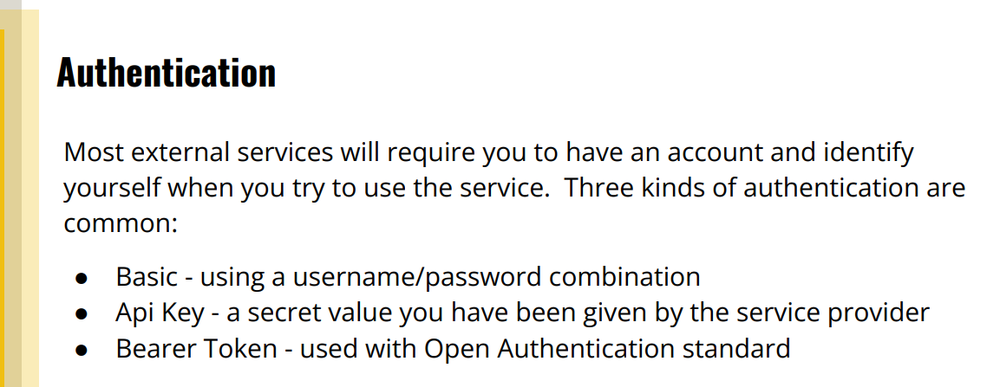 Authentication
Most external services will require you to have an account and identify
yourself when you try to use the service.  Three kinds of authentication are
common:
● Basic - using a username/password combination
● Api Key - a secret value you have been given by the service provider
● Bearer Token - used with Open Authentication standard